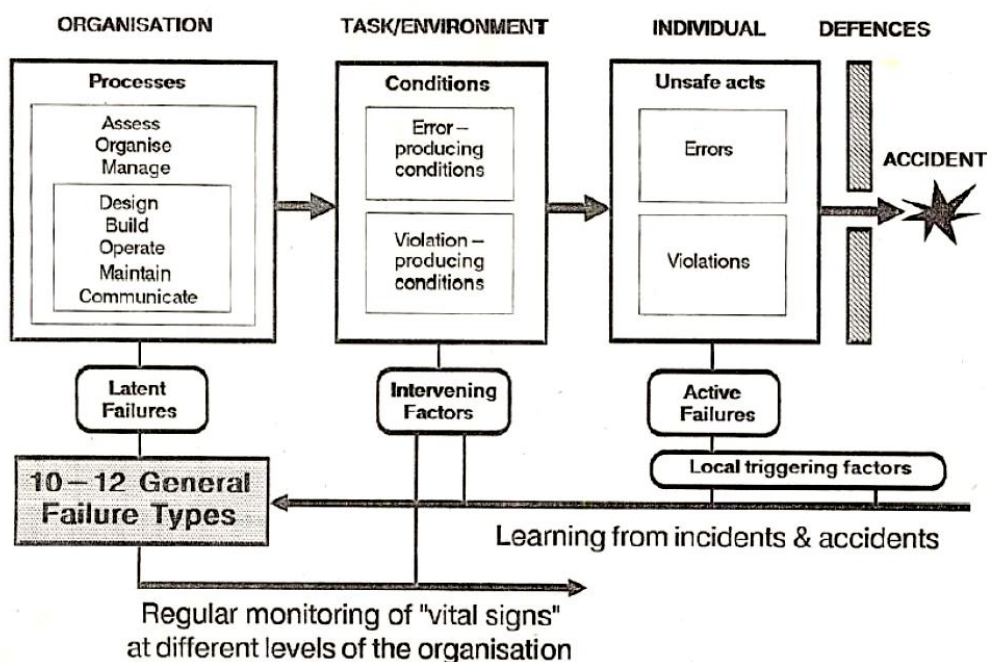 ORGANISATION
TASK/ENVIRONMENT
INDIVIDUAL
DEFENCES
Processes
Assess
Organise
Manage
Design
Build
Operate
Maintain
Communicate
Conditions
Error –
producing
conditions
Violation –
producing
conditions
Unsafe acts
Errors
Violations
ACCIDENT
Latent
Failures
Intervening
Factors
Active
Failures
Local triggering factors
10 – 12 General
Failure Types
Learning from incidents & accidents
Regular monitoring of "vital signs"
at different levels of the organisation